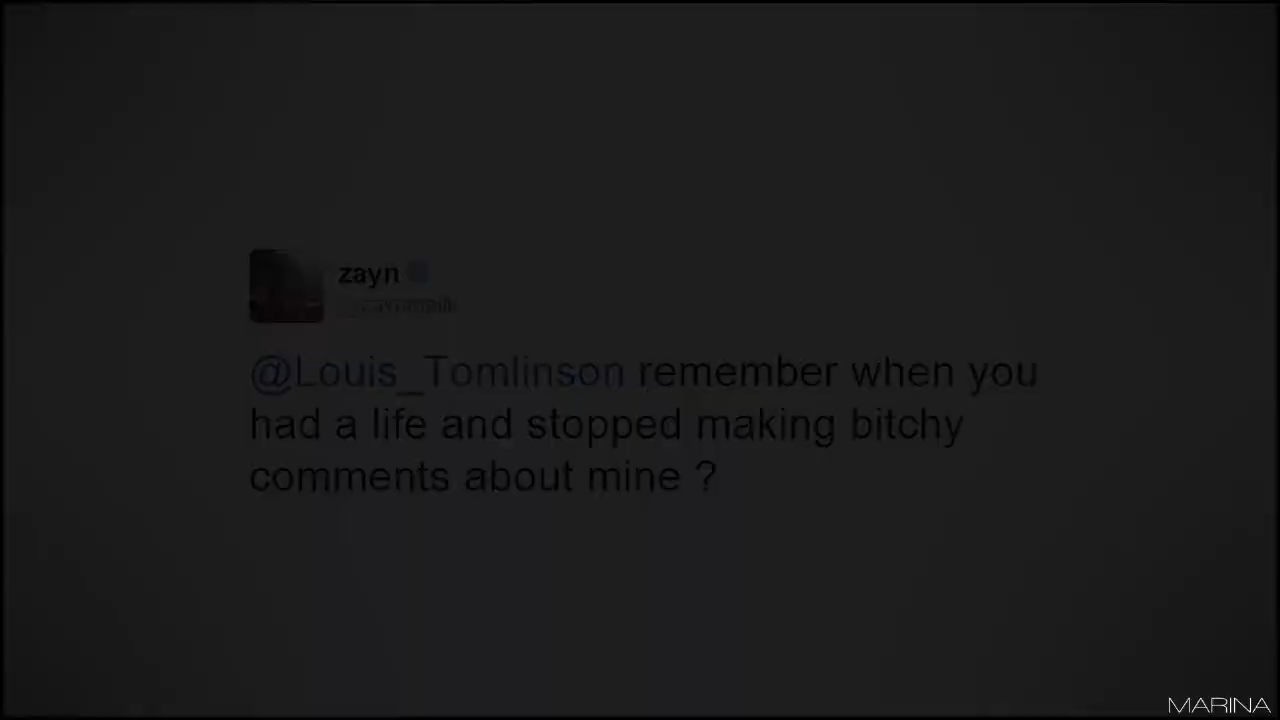 zayn
@Louis_Tomlinson remember when you
had a life and stopped making bitchy
comments about mine ?
MARINA